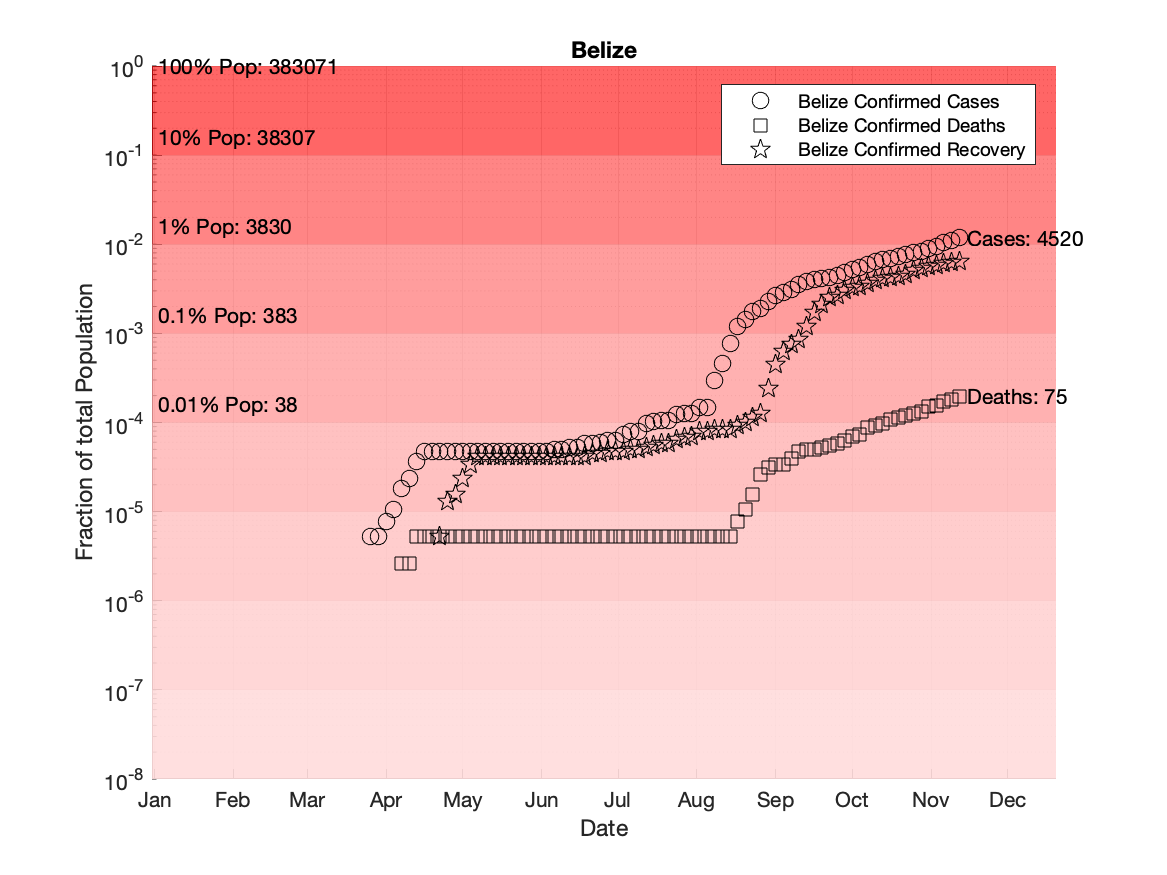 Belize
10^0
10^-1
10^-2
10^-3
10^-4
10^-5
10^-6
10^-7
10^-8
Fraction of total Population
100% Pop: 383071
10% Pop: 38307
1% Pop: 3830
0.1% Pop: 383
0.01% Pop: 38
Belize Confirmed Cases
Belize Confirmed Deaths
Belize Confirmed Recovery
Cases: 4520
Deaths: 75
Jan Feb Mar Apr May Jun Jul Aug Sep Oct Nov Dec
Date